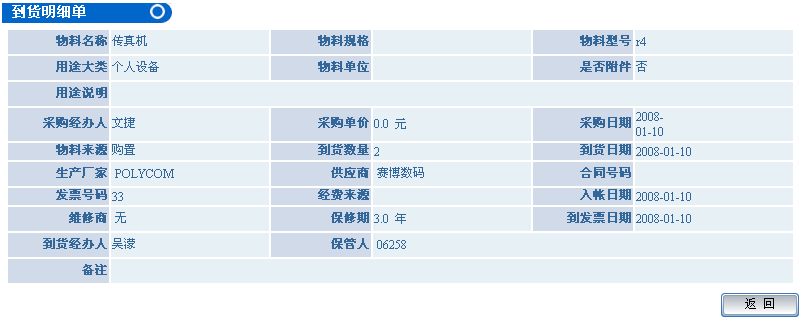 到货明细单
物料名称 传真机 物料规格 物料型号 r4
用途大类 个人设备 物料单位 是否附件 否
用途说明
采购经办人 文捷 采购单价 0.0 元 采购日期 2008-
01-10
物料来源 购置 到货数量 2 到货日期 2008-01-10
生产厂家 POLYCOM 供应商 赛博数码 合同号码
发票号码 33 经费来源 入帐日期 2008-01-10
维修商 无 保修期 3.0 年 到发票日期 2008-01-10
到货经办人 吴濛 保管人 06258
备注
返 回